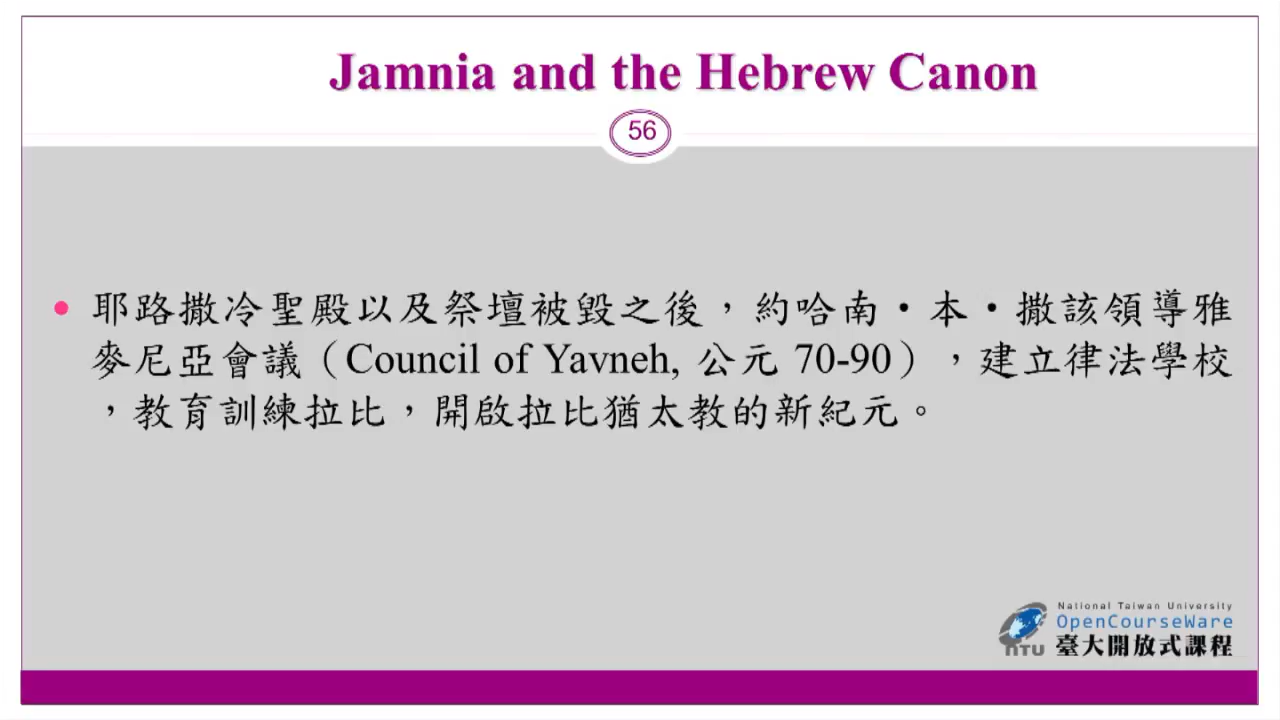 Jamnia and the Hebrew Canon
56
• 耶路撒冷聖殿以及祭壇被毀之後，約哈南・本・撒該領導雅
麥尼亞會議（Council of Yavneh, 公元 70-90），建立律法學校
，教育訓練拉比，開啟拉比猶太教的新紀元。
National Taiwan University
OpenCourseWare
NTU 臺大開放式課程